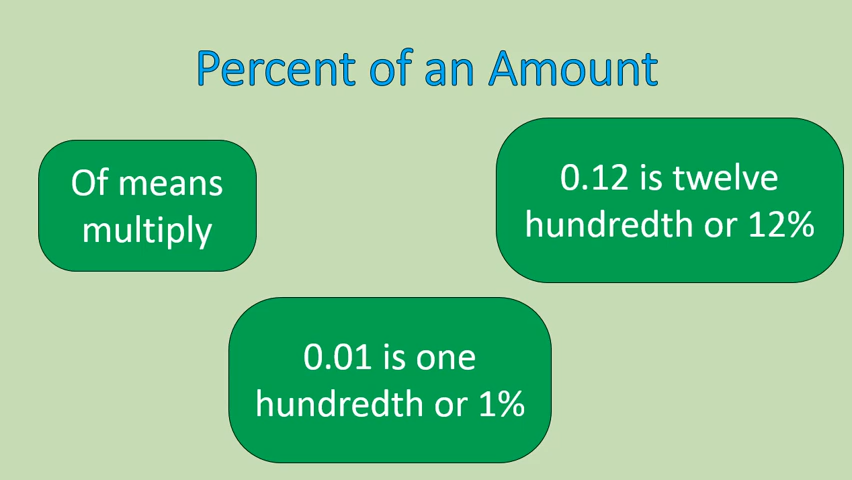 Percent of an Amount
Of means
multiply
0.12 is twelve
hundredth or 12%
0.01 is one
hundredth or 1%